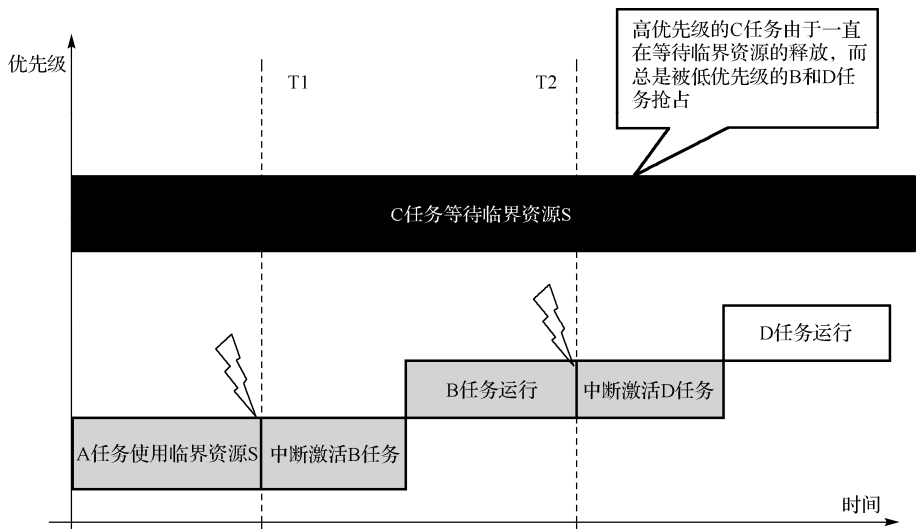 高优先级的C任务由于一直
在等待临界资源的释放，而
总是被低优先级的B和D任
务抢占
优先级
T1
T2
C任务等待临界资源S
D任务运行
B任务运行
中断激活D任务
A任务使用临界资源S
中断激活B任务
时间